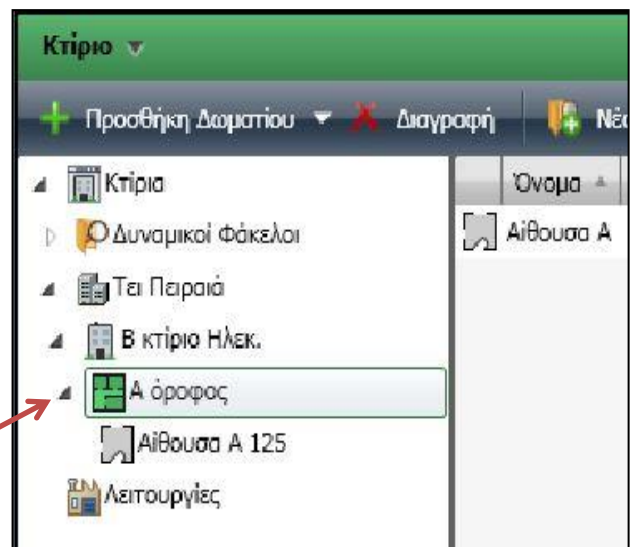 Κτίριο
Προσθήκη Δωματίου Διαγραφή
Κτίρια
Όνομα
Δυναμικοί Φάκελοι
Αίθουσα Α
Τει Πειραιά
Β κτίριο Ηλεκ.
Α όροφος
Αίθουσα Α 125
Λειτουργίες